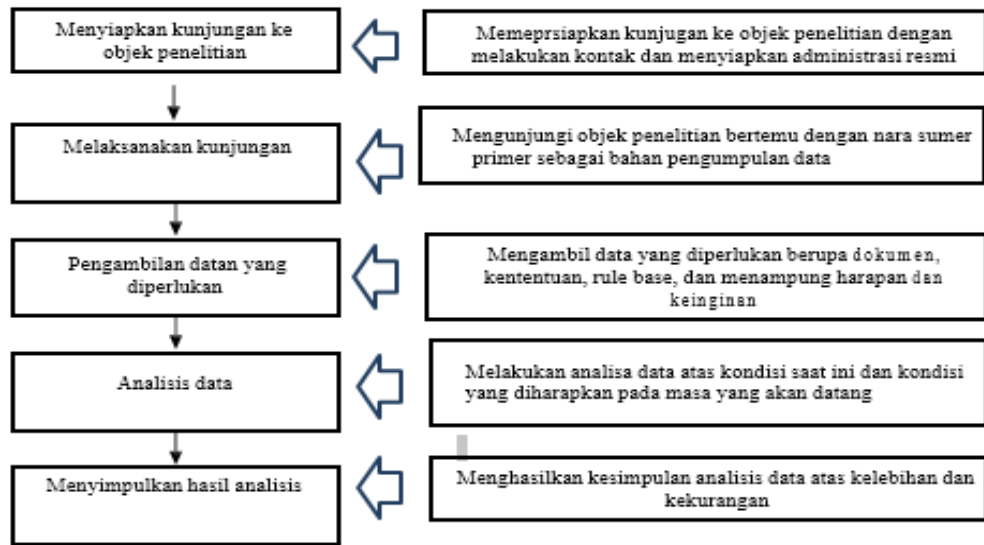 Menyiapkan kunjungan ke
objek penelitian
Memeprsiapkan kunjugan ke objek penelitian dengan
melakukan kontak dan menyiapkan administrasi resmi
Melaksanakan kunjungan
Mengunjungi objek penelitian bertemu dengan nara sumer
primer sebagai bahan pengumpulan data
Pengambilan datan yang
diperlukan
Mengambil data yang diperlukan berupa dokumen,
kententuan, rule base, dan menampung harapan dan
keinginan
Analisis data
Melakukan analisa data atas kondisi saat ini dan kondisi
yang diharapkan pada masa yang akan datang
Menyimpulkan hasil analisis
Menghasilkan kesimpulan analisis data atas kelebihan dan
kekurangan